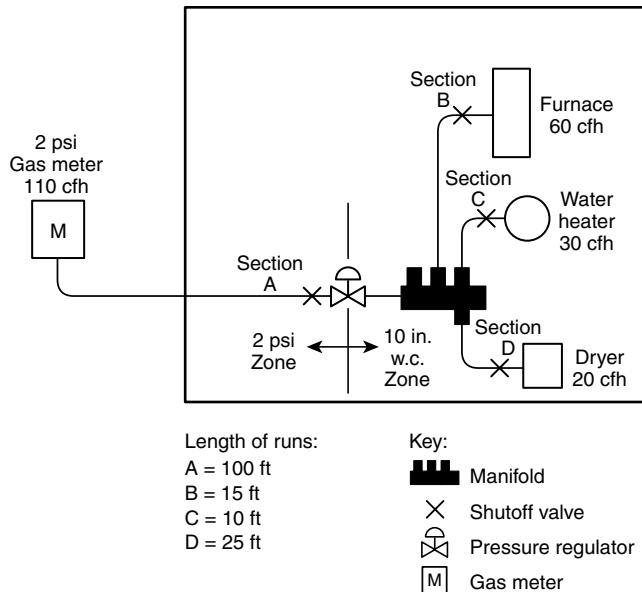 2 psi
Gas meter
110 cfh
M
Section
A
2 psi
Zone
10 in.
w.c.
Zone
Section
B
Furnace
60 cfh
Section
C
Water
heater
30 cfh
Section
D
Dryer
20 cfh
Length of runs:
A = 100 ft
B = 15 ft
C = 10 ft
D = 25 ft
Key:
Manifold
Shutoff valve
Pressure regulator
M
Gas meter